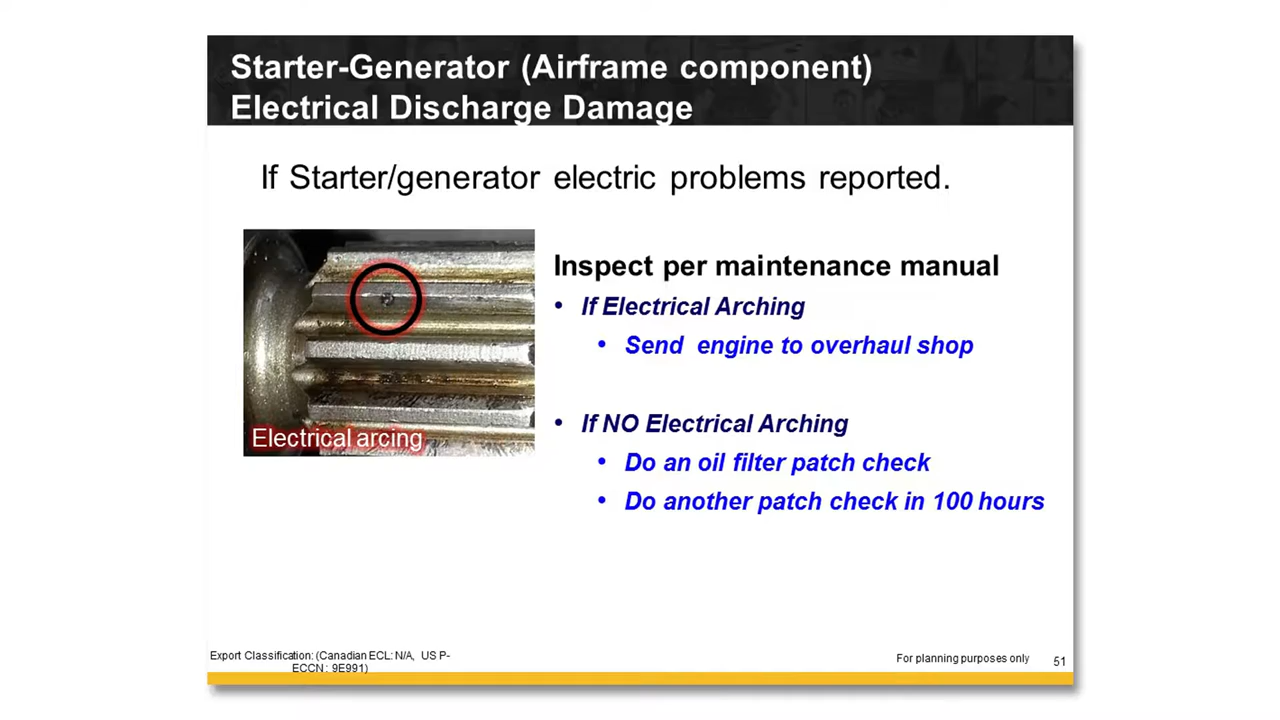 Starter-Generator (Airframe component)
Electrical Discharge Damage
If Starter/generator electric problems reported.
Electrical arcing
Inspect per maintenance manual
• If Electrical Arching
• Send engine to overhaul shop
• If NO Electrical Arching
• Do an oil filter patch check
• Do another patch check in 100 hours
Export Classification: (Canadian ECL: N/A, US P-
ECCN : 9E991)
For planning purposes only
51